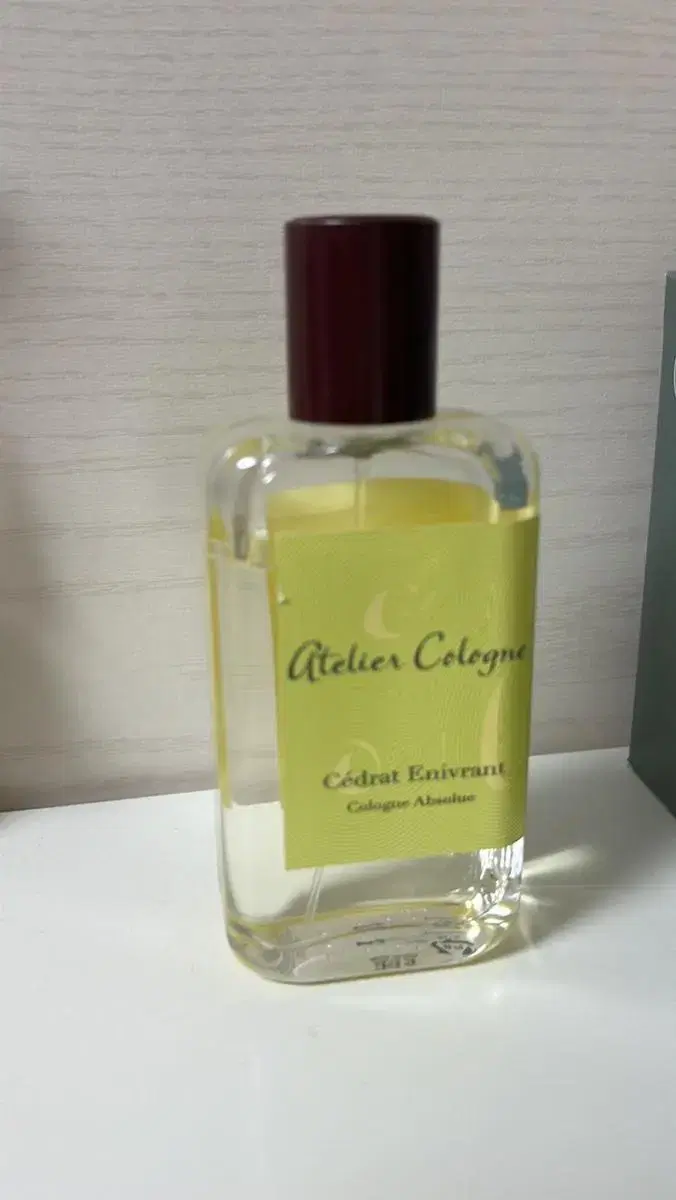 Atelier Cologne
Cédrat Enivrant
Cologne Absolue